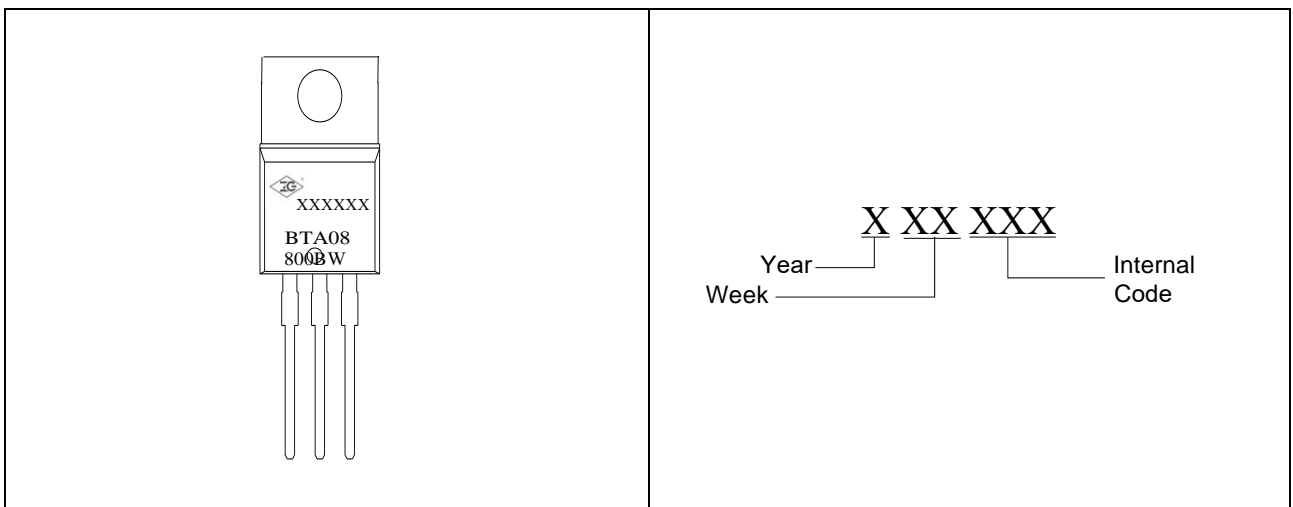 XXXXXX
BTA08
800BW
X XX XXX
Year
Week
Internal
Code